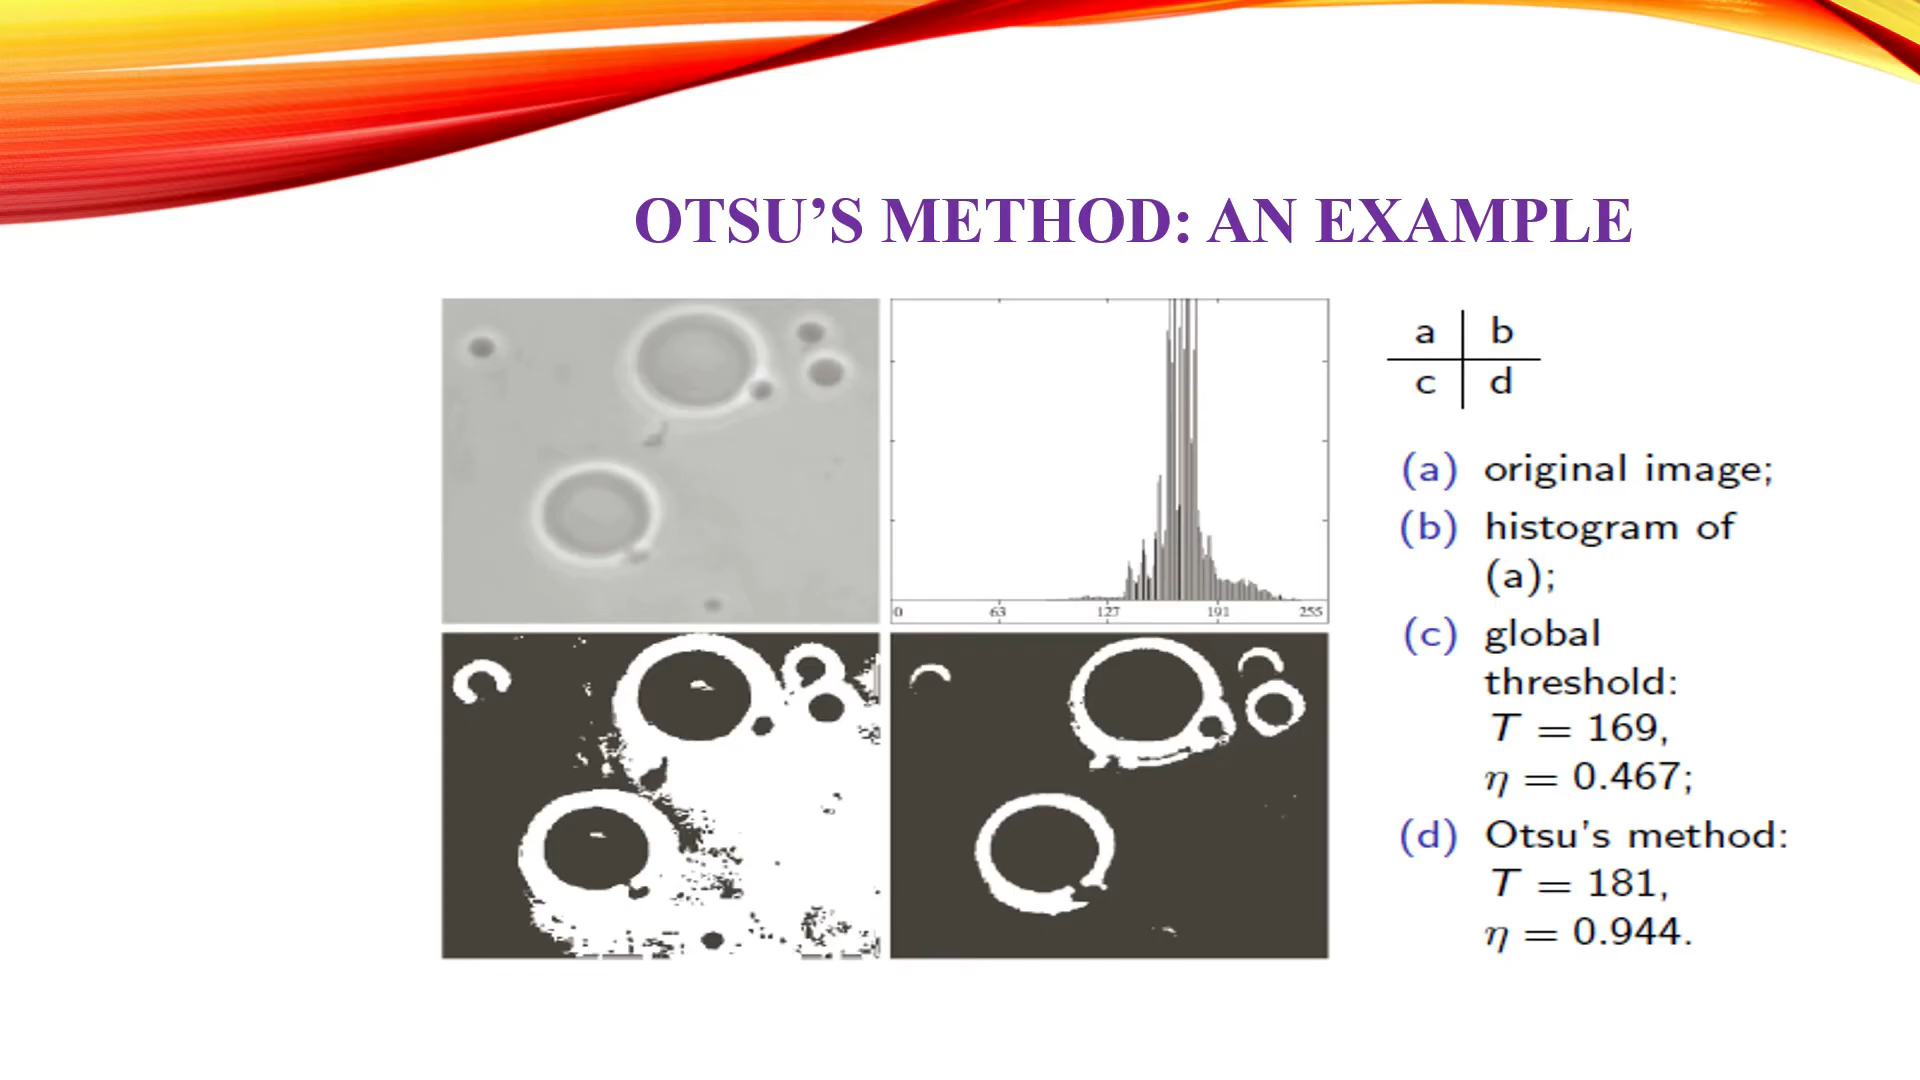 OTSU’S METHOD: AN EXAMPLE
0 63 127 191 255
a b
c d
(a) original image;
(b) histogram of
(a);
(c) global
threshold:
T = 169,
η = 0.467;
(d) Otsu's method:
T = 181,
η = 0.944.